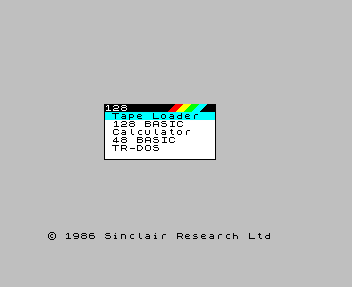 128
Tape Loader
128 BASIC
Calculator
48 BASIC
TR-DOS
© 1986 Sinclair Research Ltd